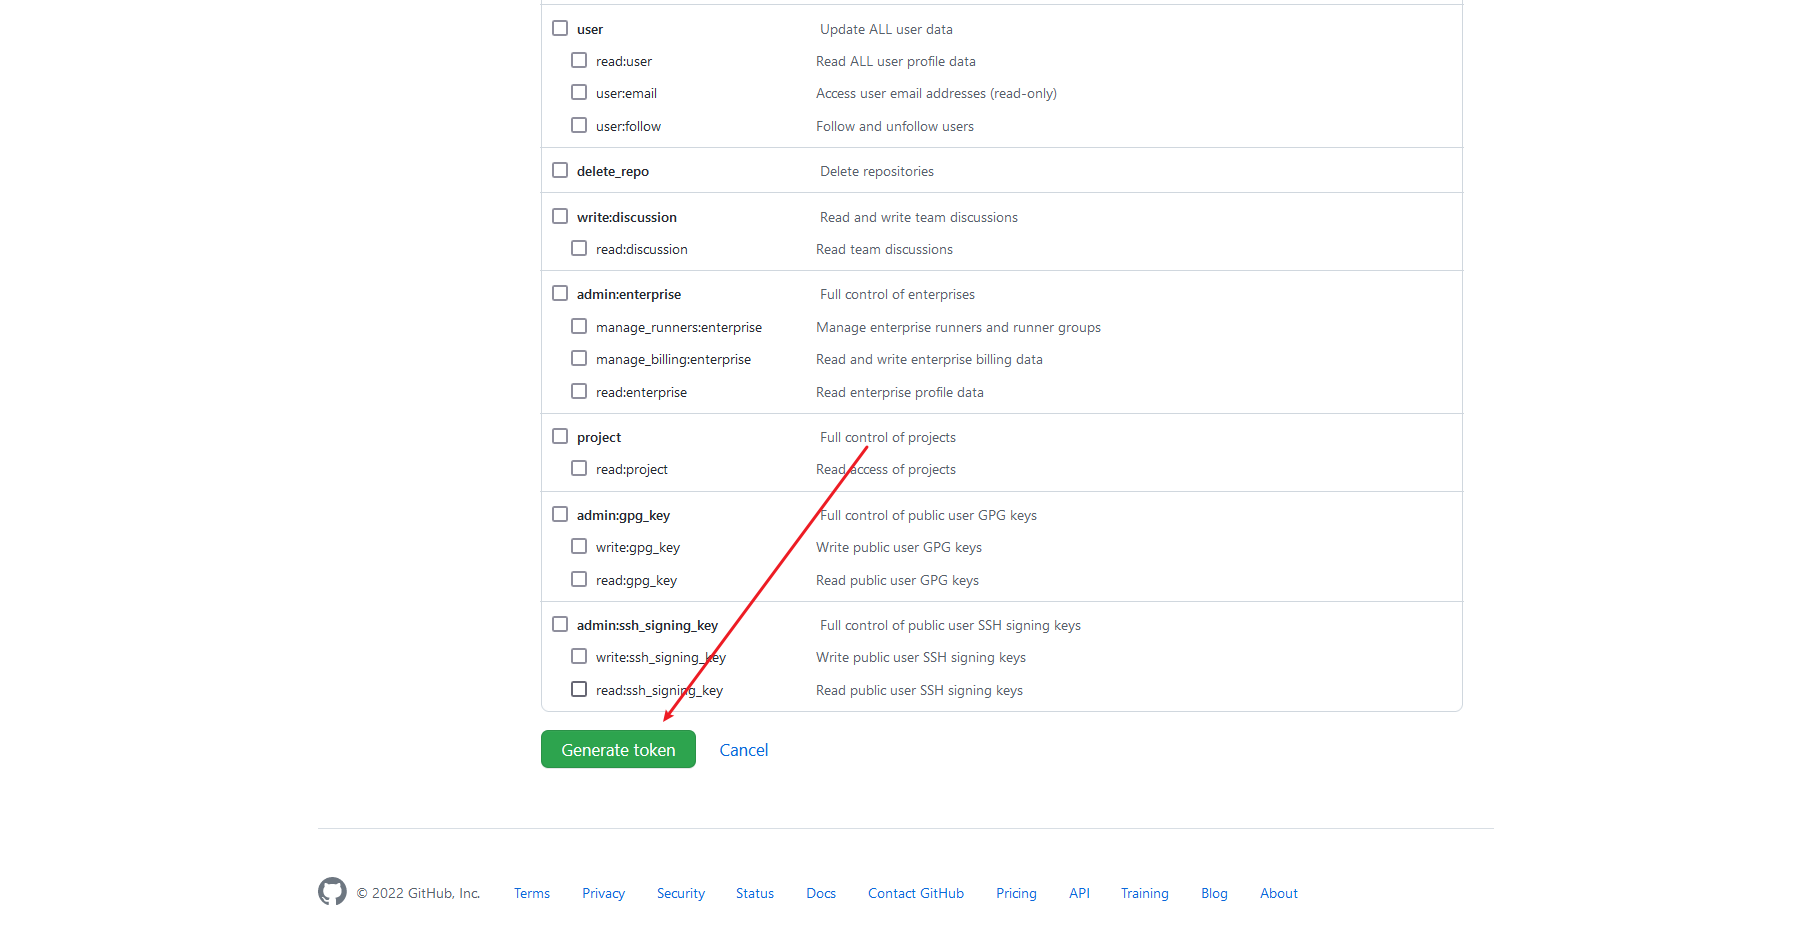 user Update ALL user data
read:user Read ALL user profile data
user:email Access user email addresses (read-only)
user:follow Follow and unfollow users
delete_repo Delete repositories
write:discussion Read and write team discussions
read:discussion Read team discussions
admin:enterprise Full control of enterprises
manage_runners:enterprise Manage enterprise runners and runner groups
manage_billing:enterprise Read and write enterprise billing data
read:enterprise Read enterprise profile data
project Full control of projects
read:project Read access of projects
admin:gpg_key Full control of public user GPG keys
write:gpg_key Write public user GPG keys
read:gpg_key Read public user GPG keys
admin:ssh_signing_key Full control of public user SSH signing keys
write:ssh_signing_key Write public user SSH signing keys
read:ssh_signing_key Read public user SSH signing keys
Generate token Cancel
© 2022 GitHub, Inc. Terms Privacy Security Status Docs Contact GitHub Pricing API Training Blog About